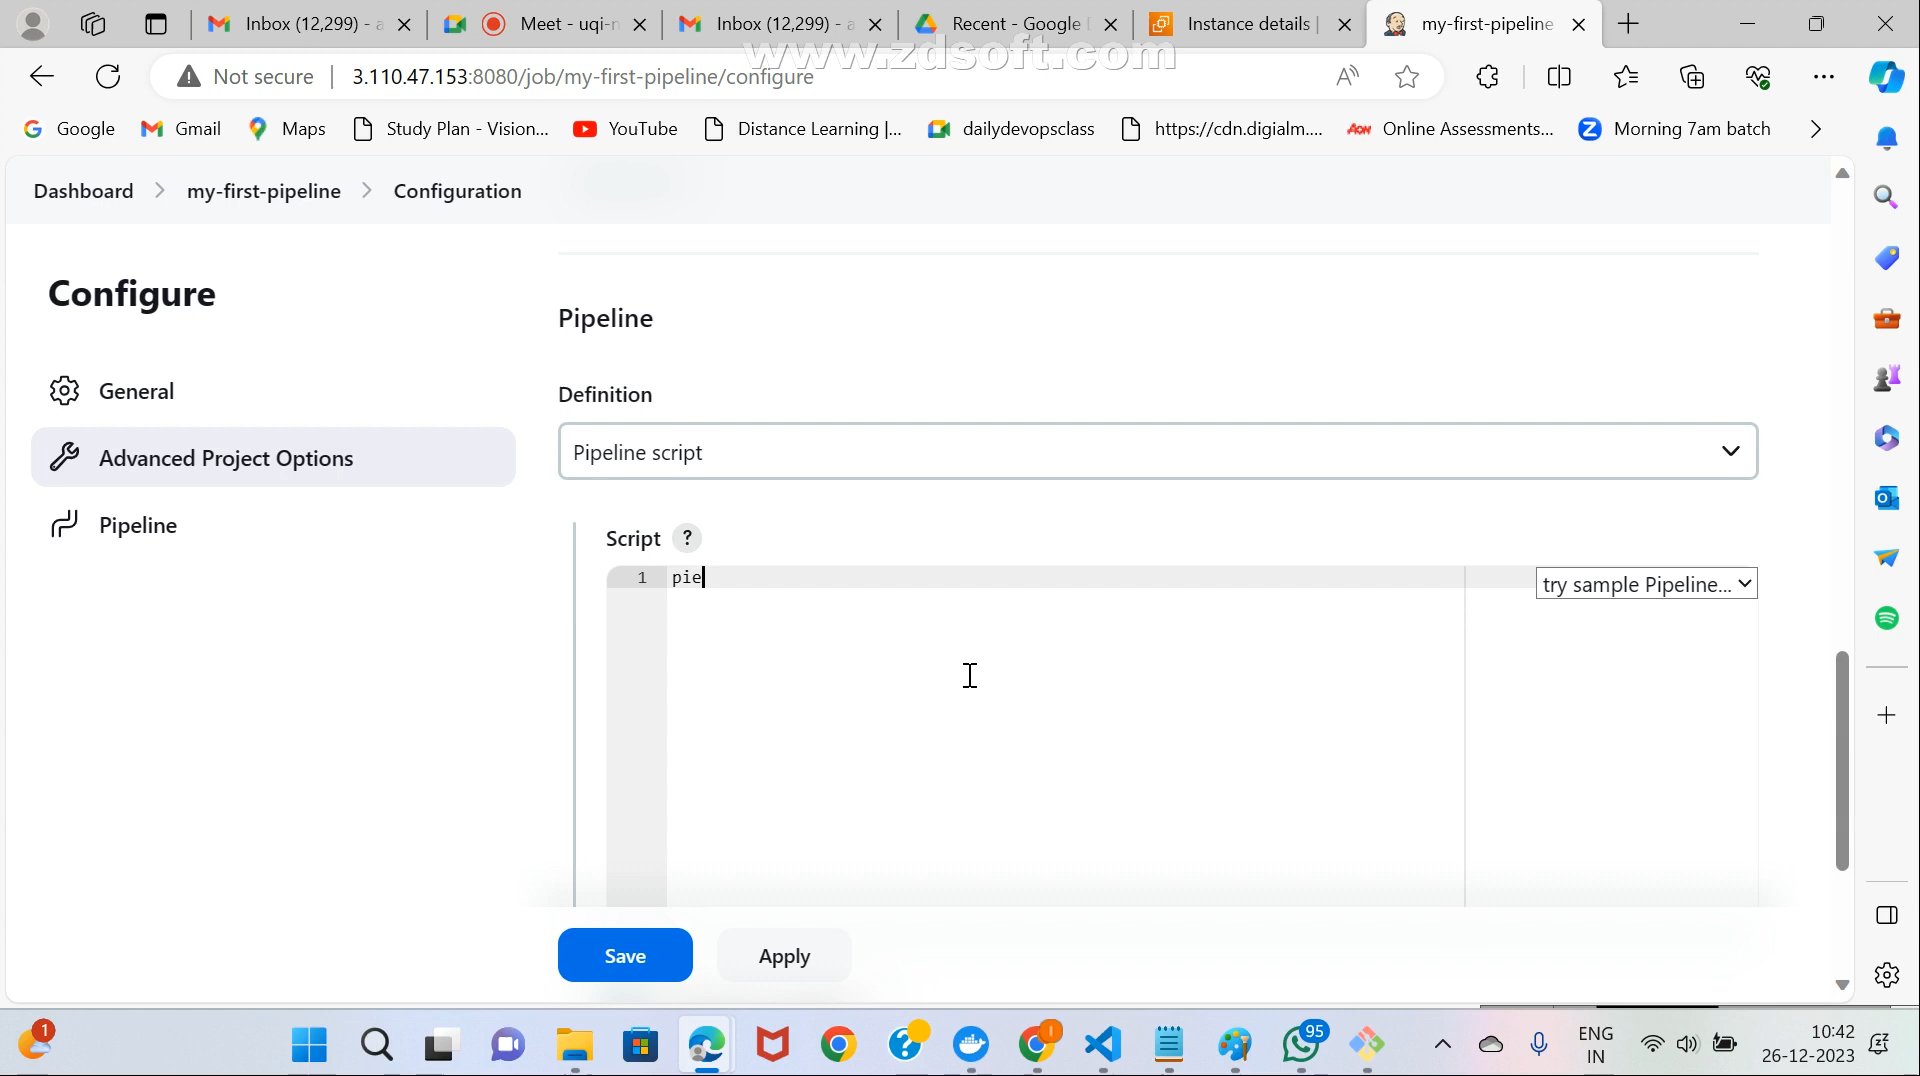 Inbox (12,299) - a
Meet - uqi-n
Inbox (12,299) - a
Recent - Google
Instance details |
my-first-pipeline
www.zdsoft.com
Not secure
3.110.47.153:8080/job/my-first-pipeline/configure
Google
Gmail
Maps
Study Plan - Vision...
YouTube
Distance Learning |...
dailydevopsclass
https://cdn.digialm....
Aon Online Assessments...
Z Morning 7am batch
Dashboard
my-first-pipeline
Configuration
Configure
General
Advanced Project Options
Pipeline
Pipeline
Definition
Pipeline script
Script ?
1 pie
try sample Pipeline...
Save
Apply
1
95
ENG
IN
10:42
26-12-2023